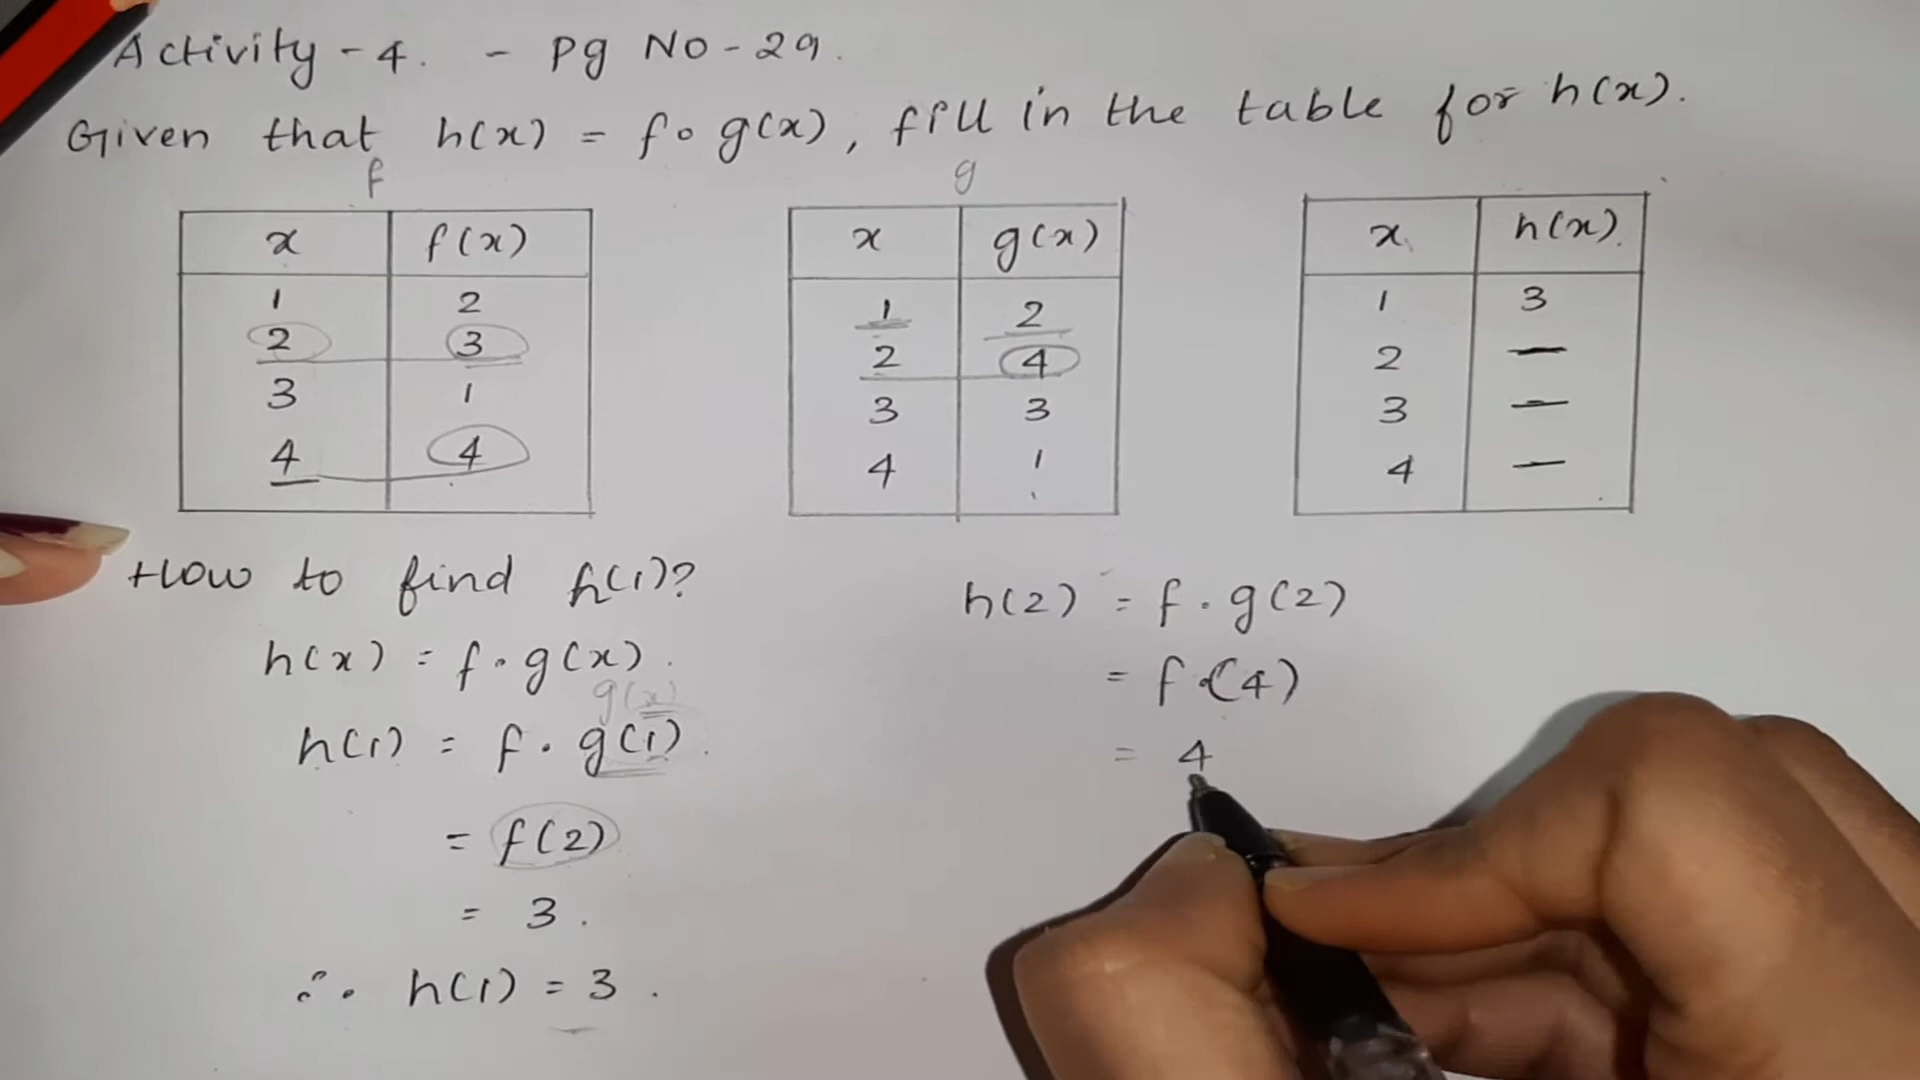 Activity - 4. - Pg No - 29.
Given that h(x) = f∘g(x), fill in the table for h(x).
f
x f(x)
1 2
2 3
3 1
4 4
g
x g(x)
1 2
2 4
3 3
4 1
x h(x)
1 3
2 —
3 —
4 —
How to find h(1)?
h(x) = f∘g(x).
g(x)
h(1) = f∘g(1).
= f(2)
= 3.
∴ h(1) = 3.
h(2) = f∘g(2)
= f∘(4)
= 4